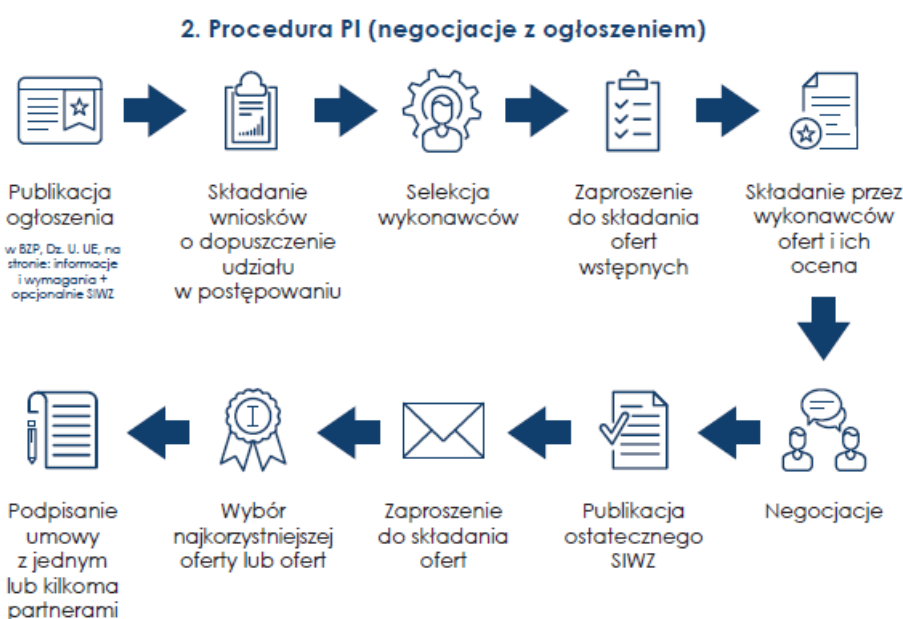 2. Procedura PI (negocjacje z ogłoszeniem)
Publikacja
ogłoszenia
w BZP, Dz. U. UE, na
stronie: informacje
i wymagania +
opcjonalnie SIWZ
Składanie
wniosków
o dopuszczenie
udziału
w postępowaniu
Selekcja
wykonawców
Zaproszenie
do składania
ofert
wstępnych
Składanie przez
wykonawców
ofert i ich
ocena
Negocjacje
Publikacja
ostatecznego
SIWZ
Zaproszenie
do składania
ofert
I
Wybór
najkorzystniejszej
oferty lub ofert
Podpisanie
umowy
z jednym
lub kilkoma
partnerami